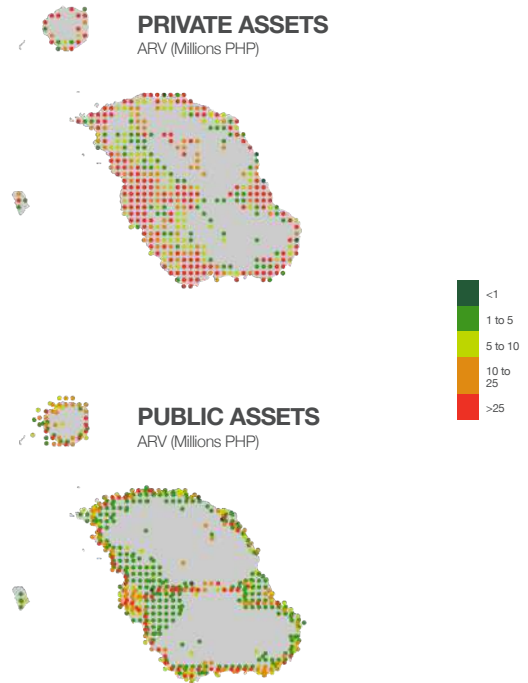 PRIVATE ASSETS
ARV (Millions PHP)
<1
1 to 5
5 to 10
10 to
25
>25
PUBLIC ASSETS
ARV (Millions PHP)